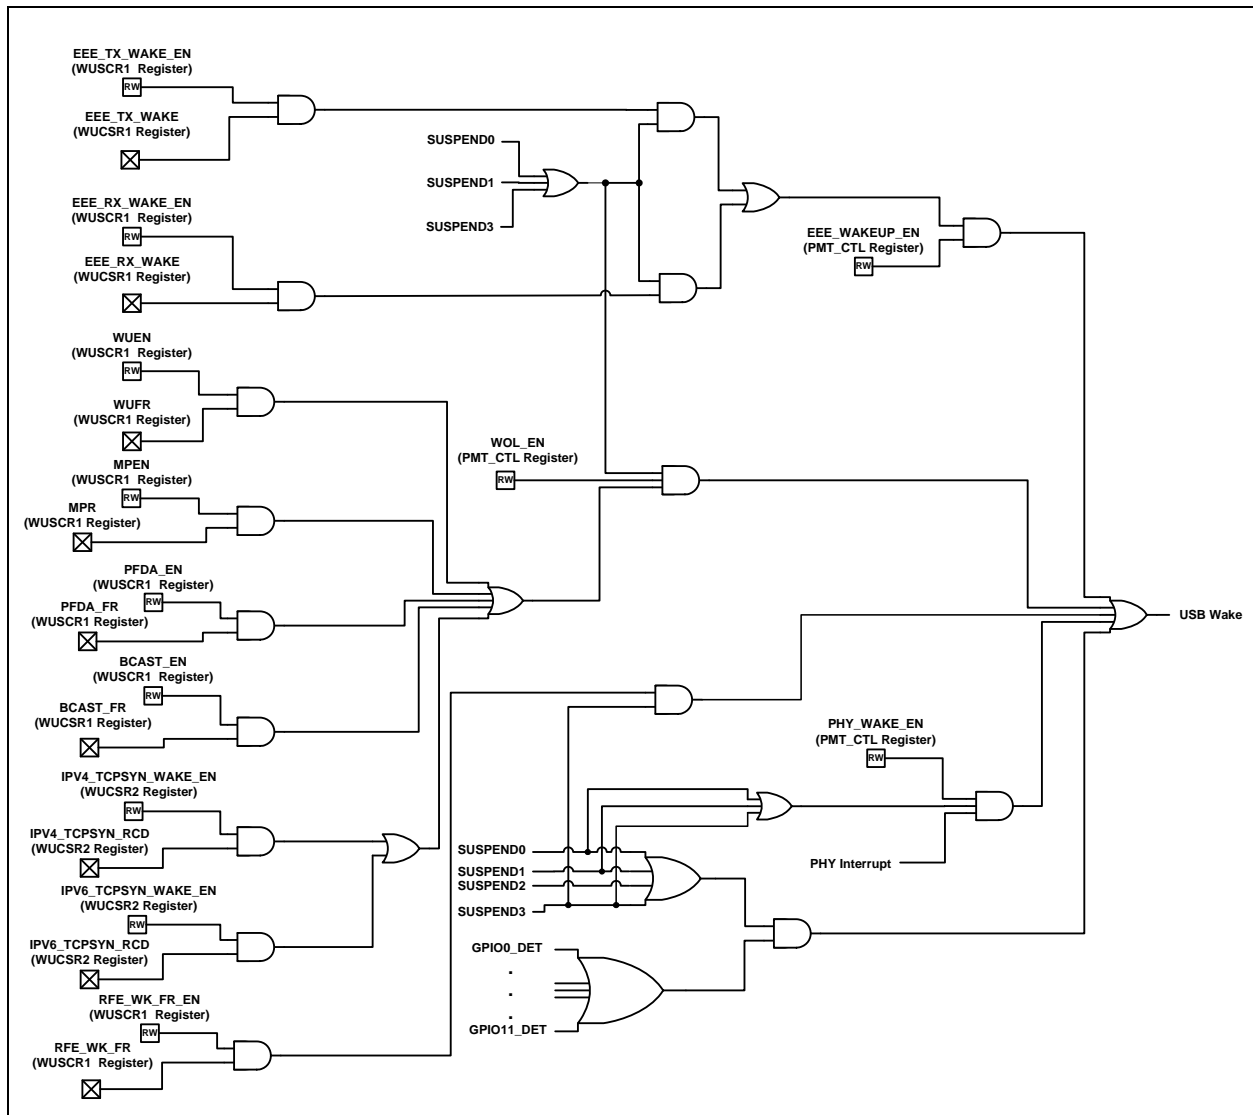 EEE_TX_WAKE_EN
(WUSCR1  Register)
RW
EEE_TX_WAKE
(WUCSR1 Register)
SUSPEND0
SUSPEND1
SUSPEND3
EEE_RX_WAKE_EN
(WUCSR1  Register)
RW
EEE_RX_WAKE
(WUCSR1 Register)
EEE_WAKEUP_EN
(PMT_CTL Register)
RW
WUEN
(WUSCR1  Register)
RW
WUFR
(WUSCR1 Register)
MPEN
(WUSCR1  Register)
RW
MPR
(WUSCR1 Register)
WOL_EN
(PMT_CTL Register)
RW
PFDA_EN
(WUSCR1  Register)
RW
PFDA_FR
(WUSCR1 Register)
USB Wake
BCAST_EN
(WUSCR1  Register)
RW
BCAST_FR
(WUCSR1 Register)
PHY_WAKE_EN
(PMT_CTL Register)
RW
IPV4_TCPSYN_WAKE_EN
(WUCSR2 Register)
RW
IPV4_TCPSYN_RCD
(WUCSR2 Register)
PHY Interrupt
SUSPEND0
SUSPEND1
SUSPEND2
SUSPEND3
IPV6_TCPSYN_WAKE_EN
(WUCSR2 Register)
RW
IPV6_TCPSYN_RCD
(WUCSR2 Register)
GPIO0_DET
.
.
.
GPIO11_DET
RFE_WK_FR_EN
(WUSCR1  Register)
RW
RFE_WK_FR
(WUSCR1  Register)